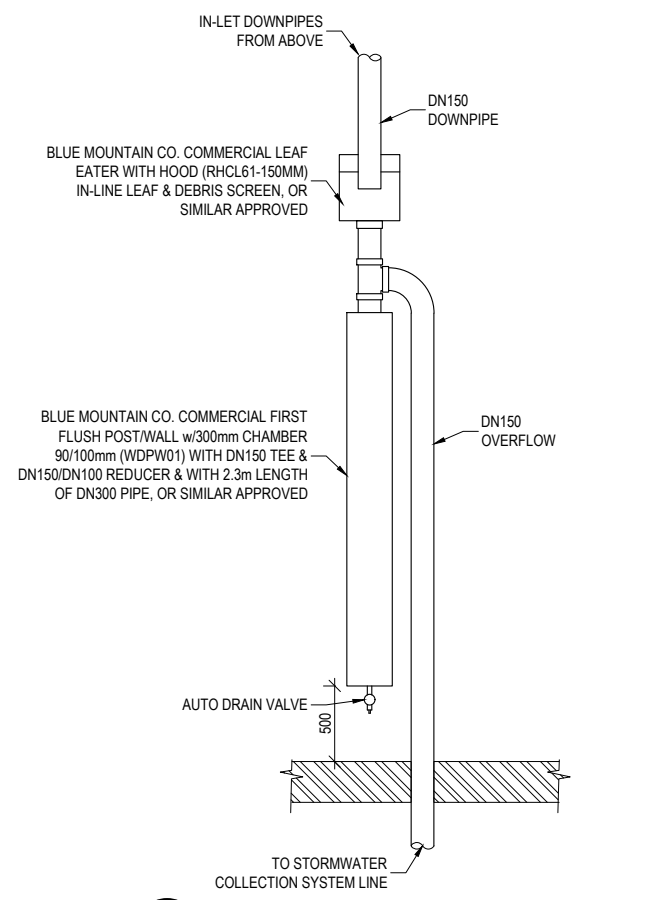 IN-LET DOWNPIPES
FROM ABOVE
DN150
DOWNPIPE
BLUE MOUNTAIN CO. COMMERCIAL LEAF
EATER WITH HOOD (RHCL61-150MM)
IN-LINE LEAF & DEBRIS SCREEN, OR
SIMILAR APPROVED
BLUE MOUNTAIN CO. COMMERCIAL FIRST
FLUSH POST/WALL w/300mm CHAMBER
90/100mm (WDPW01) WITH DN150 TEE &
DN150/DN100 REDUCER & WITH 2.3m LENGTH
OF DN300 PIPE, OR SIMILAR APPROVED
DN150
OVERFLOW
AUTO DRAIN VALVE
500
TO STORMWATER
COLLECTION SYSTEM LINE